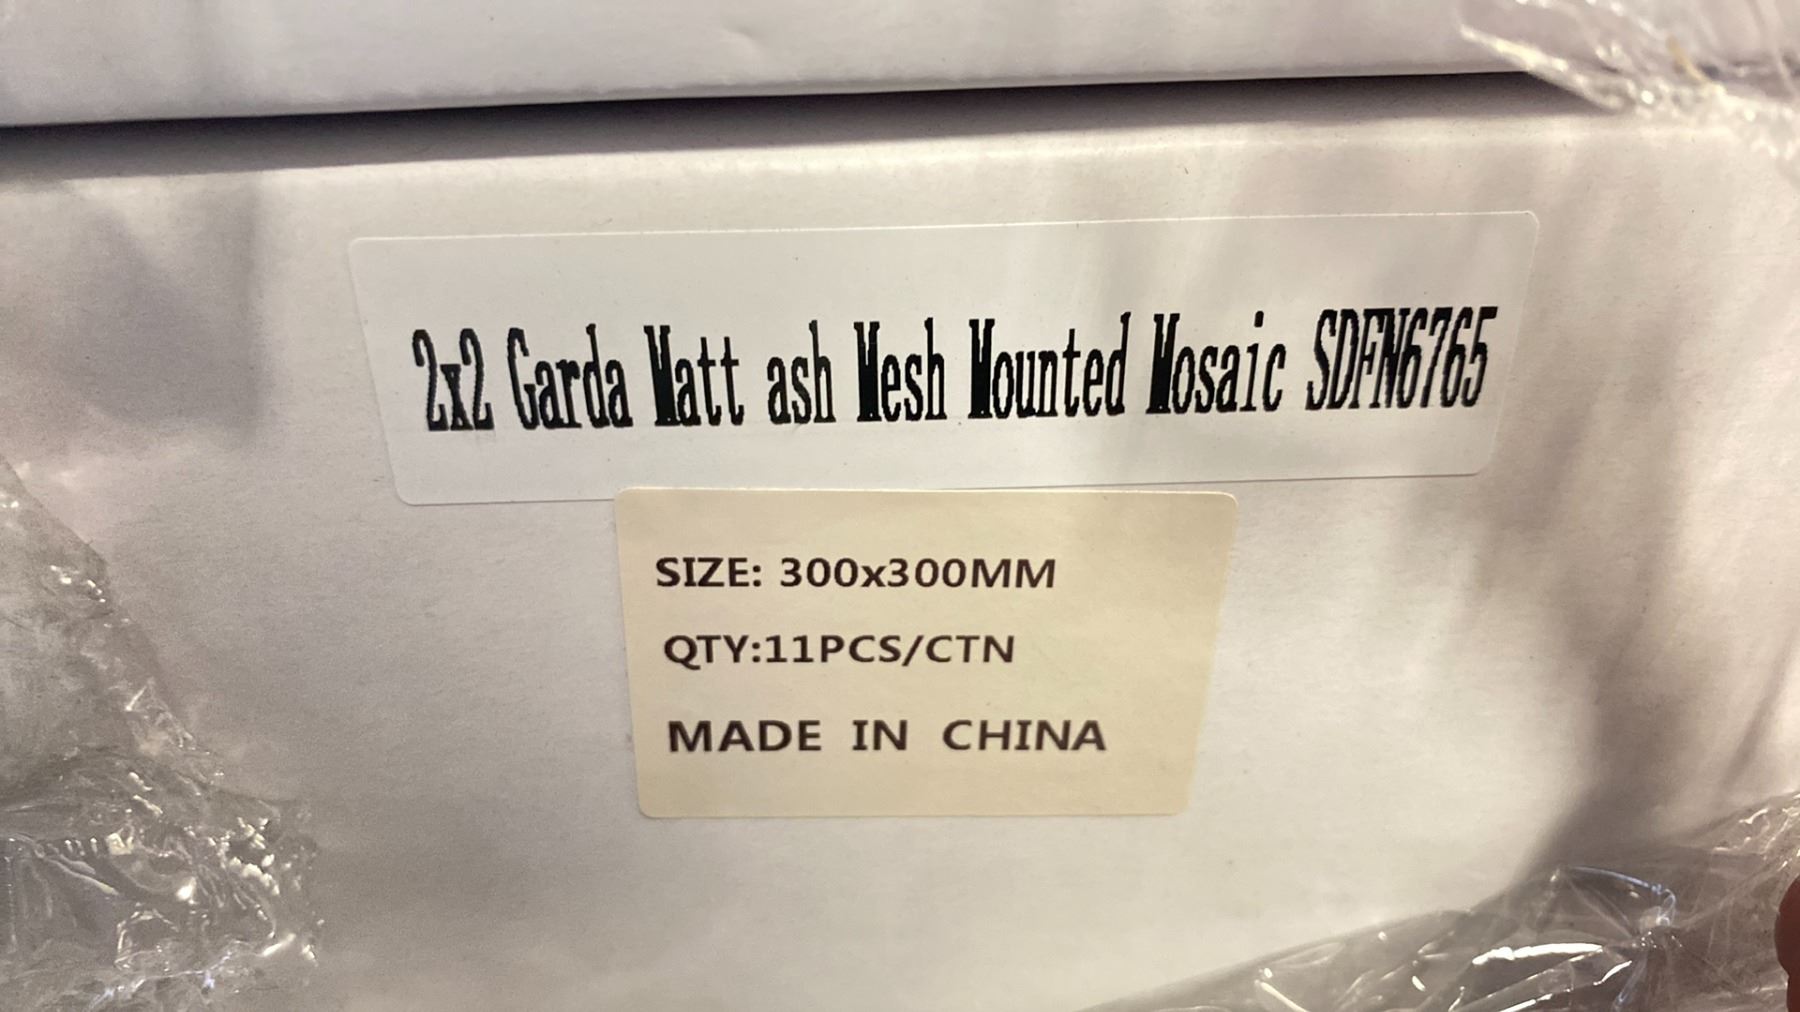 2x2 Garda Matt ash Mesh Mounted Mosaic SDFN6765
SIZE: 300x300MM
QTY:11PCS/CTN
MADE IN CHINA